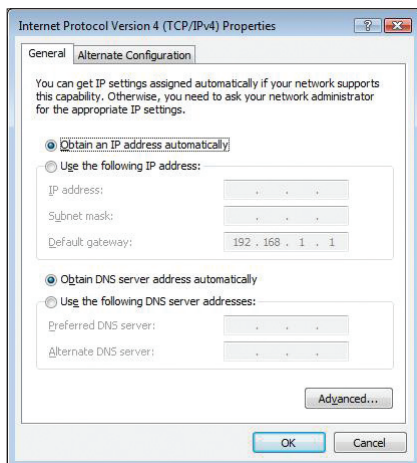 Internet Protocol Version 4 (TCP/IPv4) Properties
General
Alternate Configuration
You can get IP settings assigned automatically if your network supports
this capability. Otherwise, you need to ask your network administrator
for the appropriate IP settings.
Obtain an IP address automatically
Use the following IP address:
IP address:
Subnet mask:
Default gateway:
192 . 168 . 1 . 1
Obtain DNS server address automatically
Use the following DNS server addresses:
Preferred DNS server:
Alternate DNS server:
Advanced...
OK
Cancel